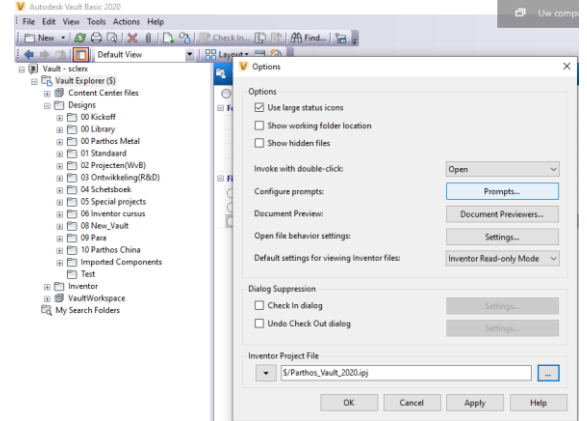 Autodesk Vault Basic 2020
Uw comp
File Edit View Tools Actions Help
New Check In... Find...
Default View Layout
Vault - sclerx
Vault Explorer ($)
Content Center files
Designs
00 Kickoff
00 Library
00 Parthos Metal
01 Standaard
02 Projecten(WvB)
03 Ontwikkeling(R&D)
04 Schetsboek
05 Special projects
06 Inventor cursus
08 New_Vault
09 Para
10 Parthos China
Imported Components
Test
Inventor
VaultWorkspace
My Search Folders
Options
Options
Use large status icons
Show working folder location
Show hidden files
Invoke with double-click: Open
Configure prompts: Prompts...
Document Preview: Document Previewers...
Open file behavior settings: Settings...
Default settings for viewing Inventor files: Inventor Read-only Mode
Dialog Suppression
Check In dialog Settings...
Undo Check Out dialog Settings...
Inventor Project File
$/Parthos_Vault_2020.ipj ...
OK Cancel Apply Help